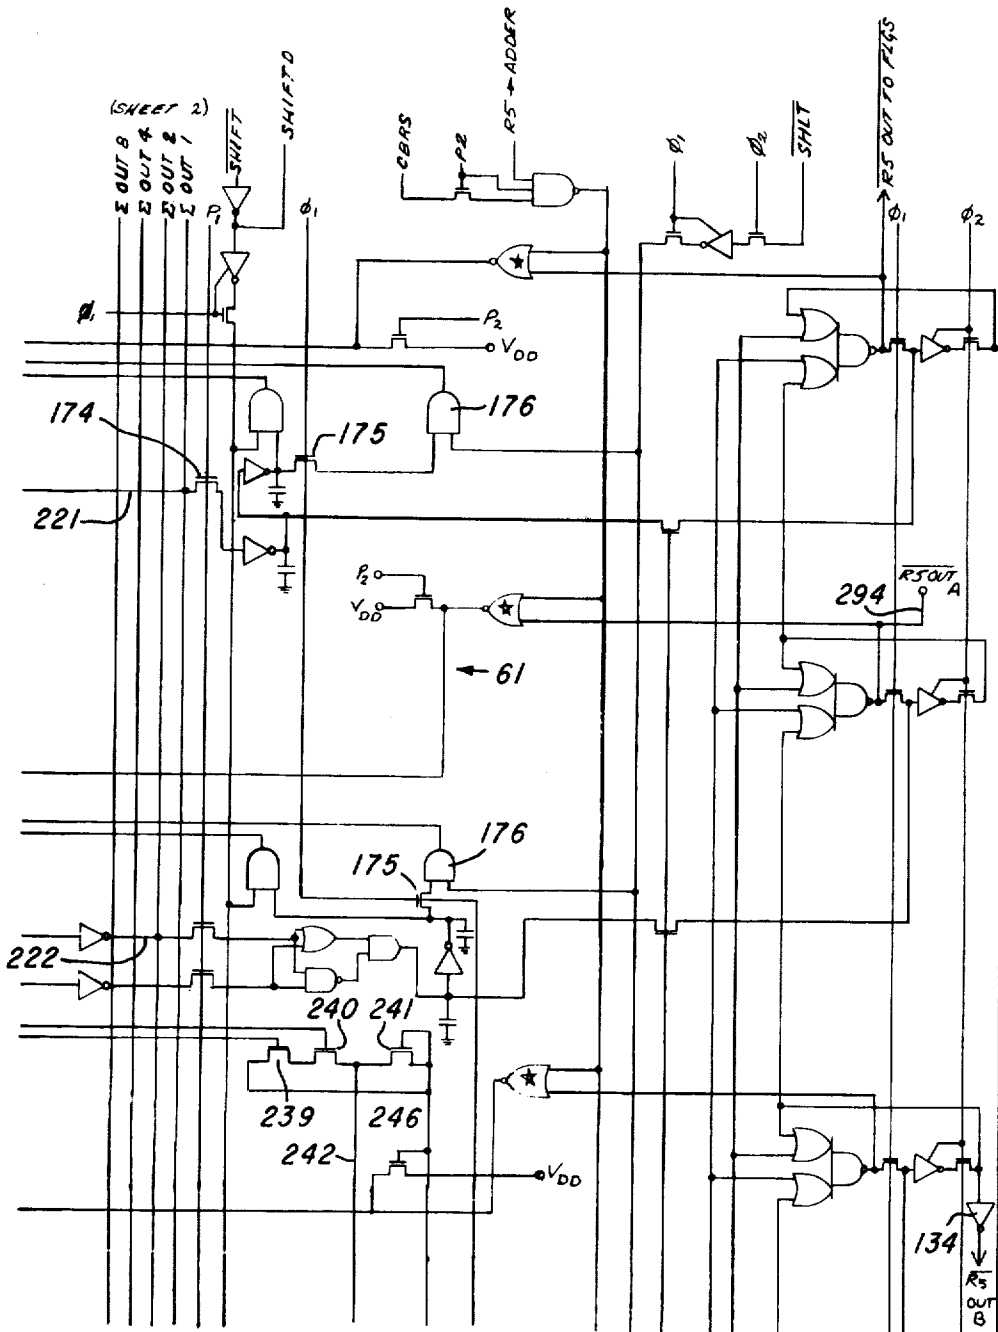 (SHEET 2)
Σ OUT 8
Σ OUT 4
Σ OUT 2
Σ OUT 1
P1
SHIFT
SHIFTD
ϕ1
CBRS
P2
R5 → ADDER
ϕ1
ϕ2
SHLT
R5 OUT TO FLGS
ϕ1
ϕ2
ϕ1
P2
VDD
174
175
176
221
P2
VDD
R5 OUT A
294
61
175
176
222
240
241
239
246
242
VDD
134
R5 OUT B